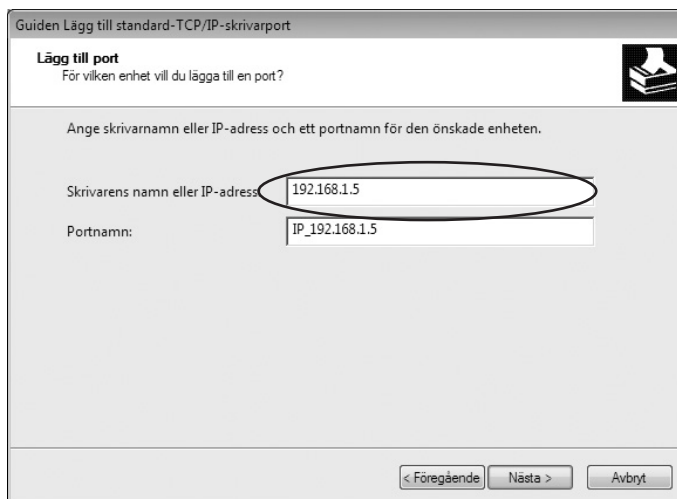 Guiden Lägg till standard-TCP/IP-skrivarport
Lägg till port
För vilken enhet vill du lägga till en port?
Ange skrivarnamn eller IP-adress och ett portnamn för den önskade enheten.
Skrivarens namn eller IP-adress
192.168.1.5
Portnamn:
IP_192.168.1.5
< Föregående
Nästa >
Avbryt